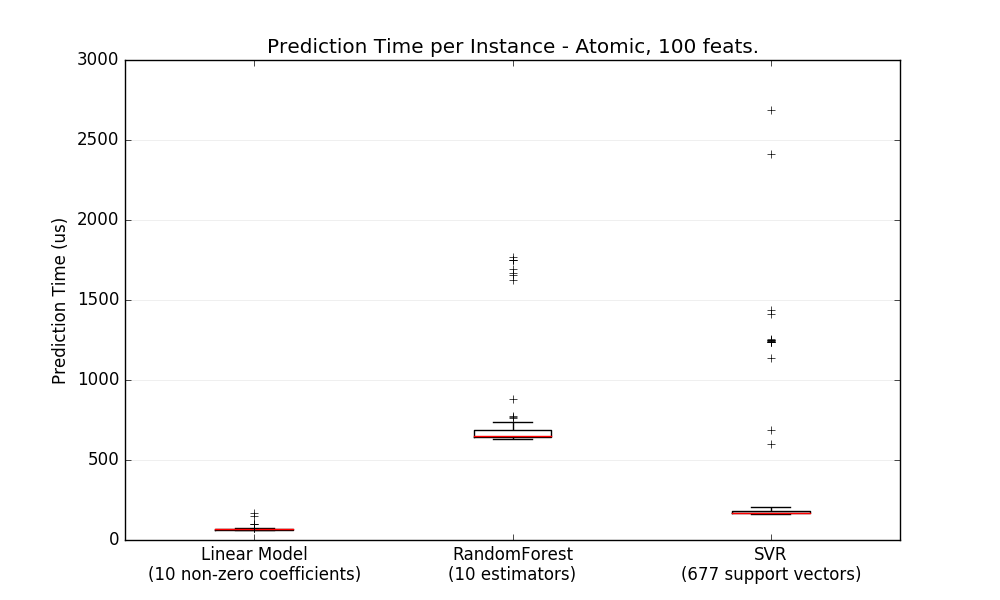 Prediction Time per Instance - Atomic, 100 feats.
3000
2500
2000
1500
1000
500
0
Prediction Time (us)
Linear Model
(10 non-zero coefficients)
RandomForest
(10 estimators)
SVR
(677 support vectors)